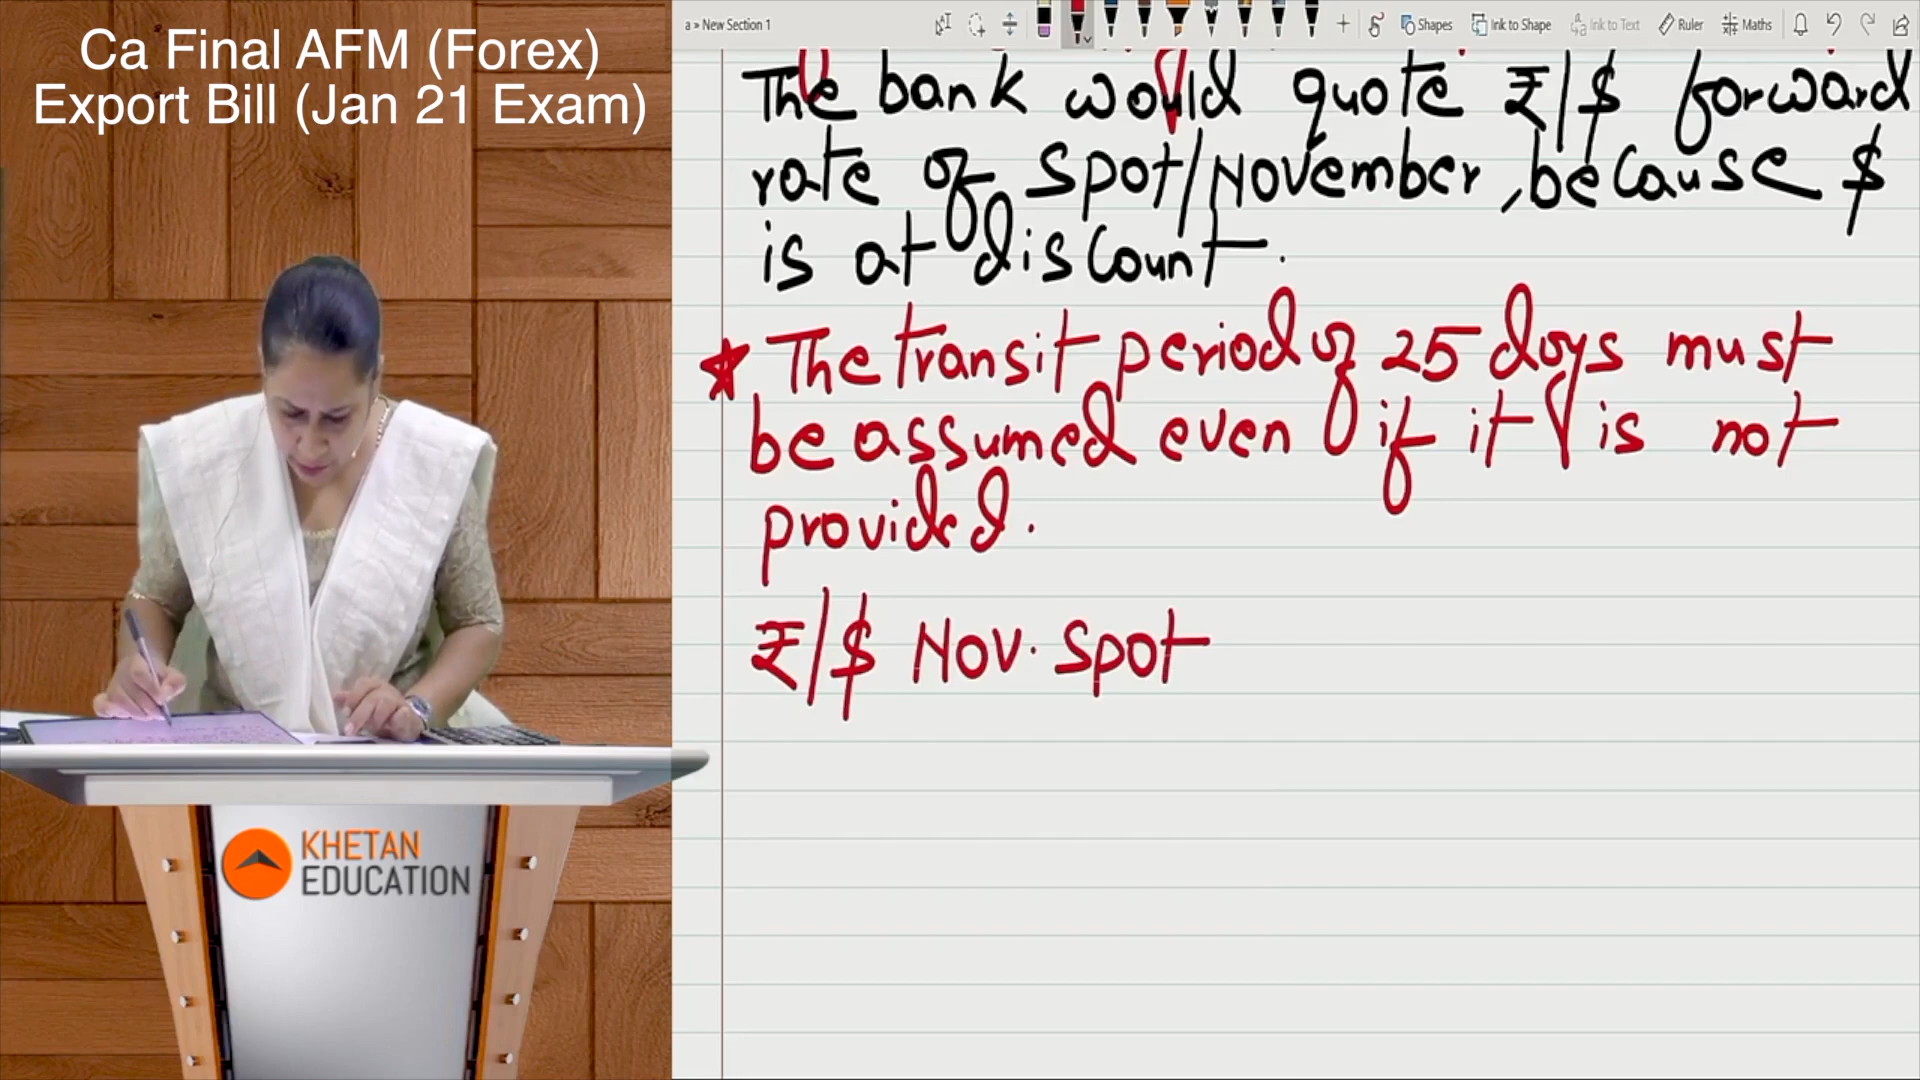 Ca Final AFM (Forex)
Export Bill (Jan 21 Exam)
a » New Section 1
Shapes
Ink to Shape
Ink to Text
Ruler
Maths
The bank would quote ₹/$ forward
rate of spot/November, because $
is at discount.
★ The transit period of 25 days must
be assumed even if it is not
provided.
₹/$ Nov. Spot
KHETAN
EDUCATION